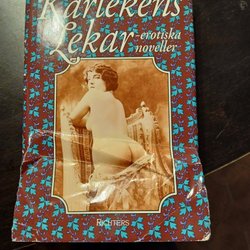 Kärlekens
Lekar - erotiska
noveller
RICHTERS